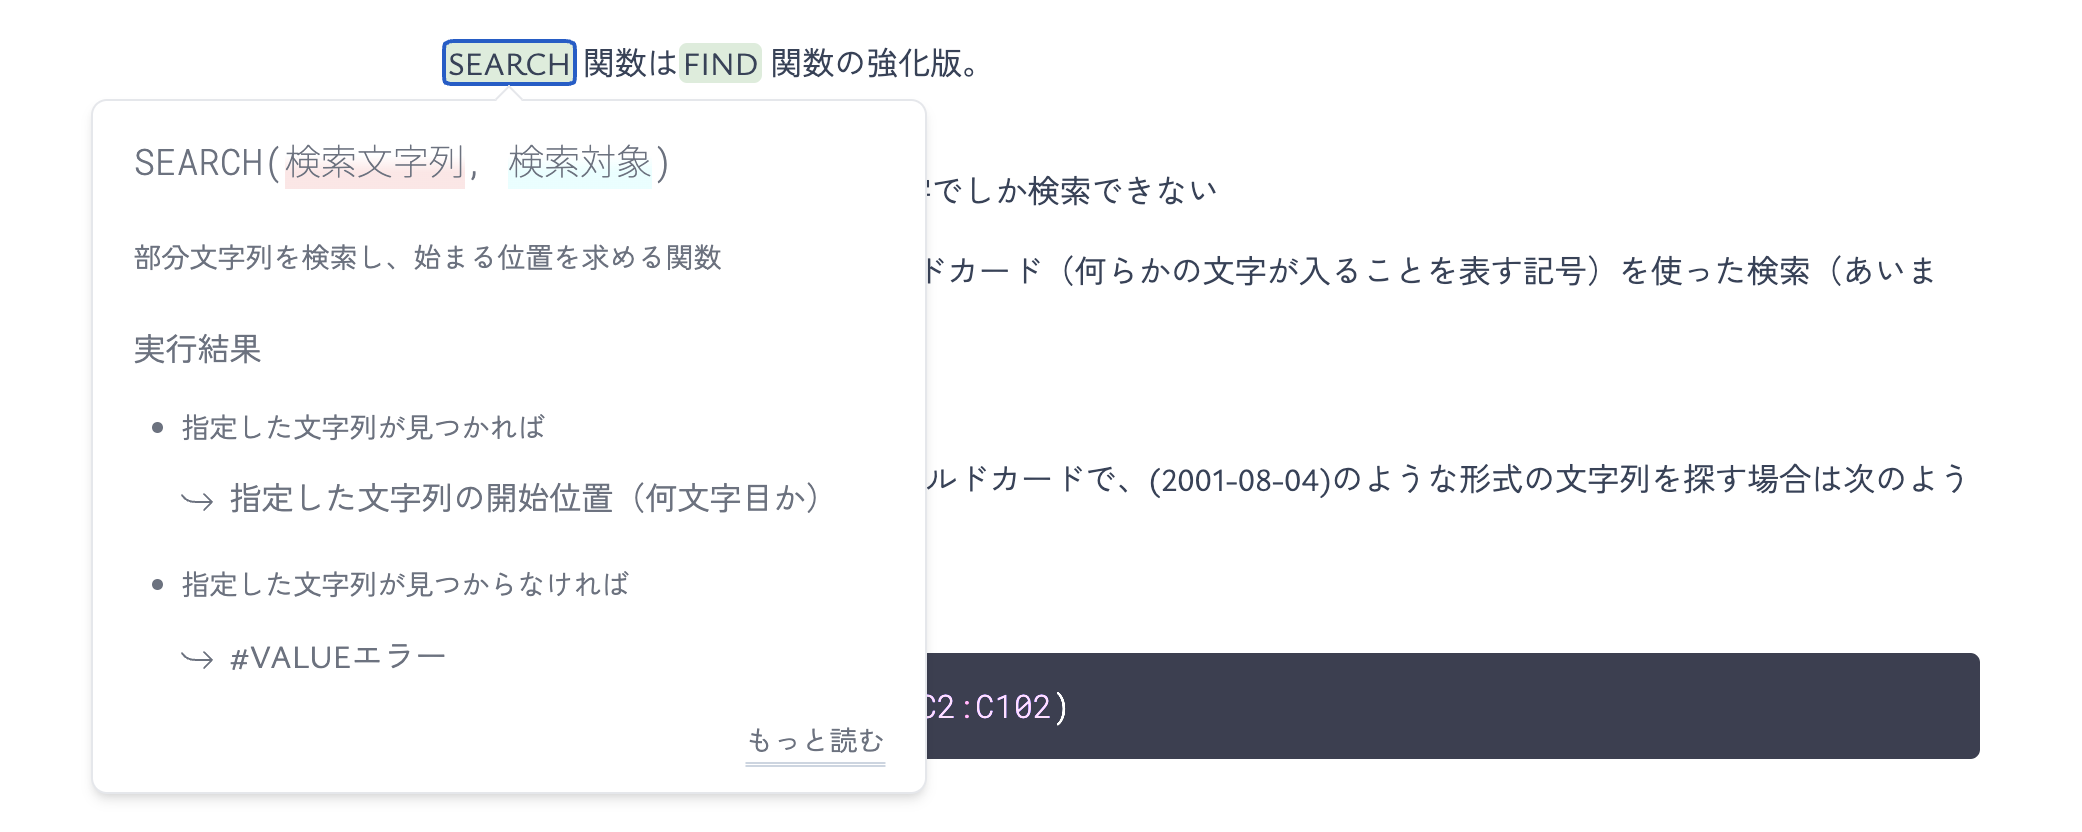 SEARCH 関数は FIND 関数の強化版。
SEARCH(検索文字列, 検索対象)
部分文字列を検索し、始まる位置を求める関数
実行結果
• 指定した文字列が見つかれば
↪ 指定した文字列の開始位置（何文字目か）
• 指定した文字列が見つからなければ
↪ #VALUEエラー
もっと読む
でしか検索できない
ドカード（何らかの文字が入ることを表す記号）を使った検索（あいま
ルドカードで、(2001-08-04)のような形式の文字列を探す場合は次のよう
C2:C102)